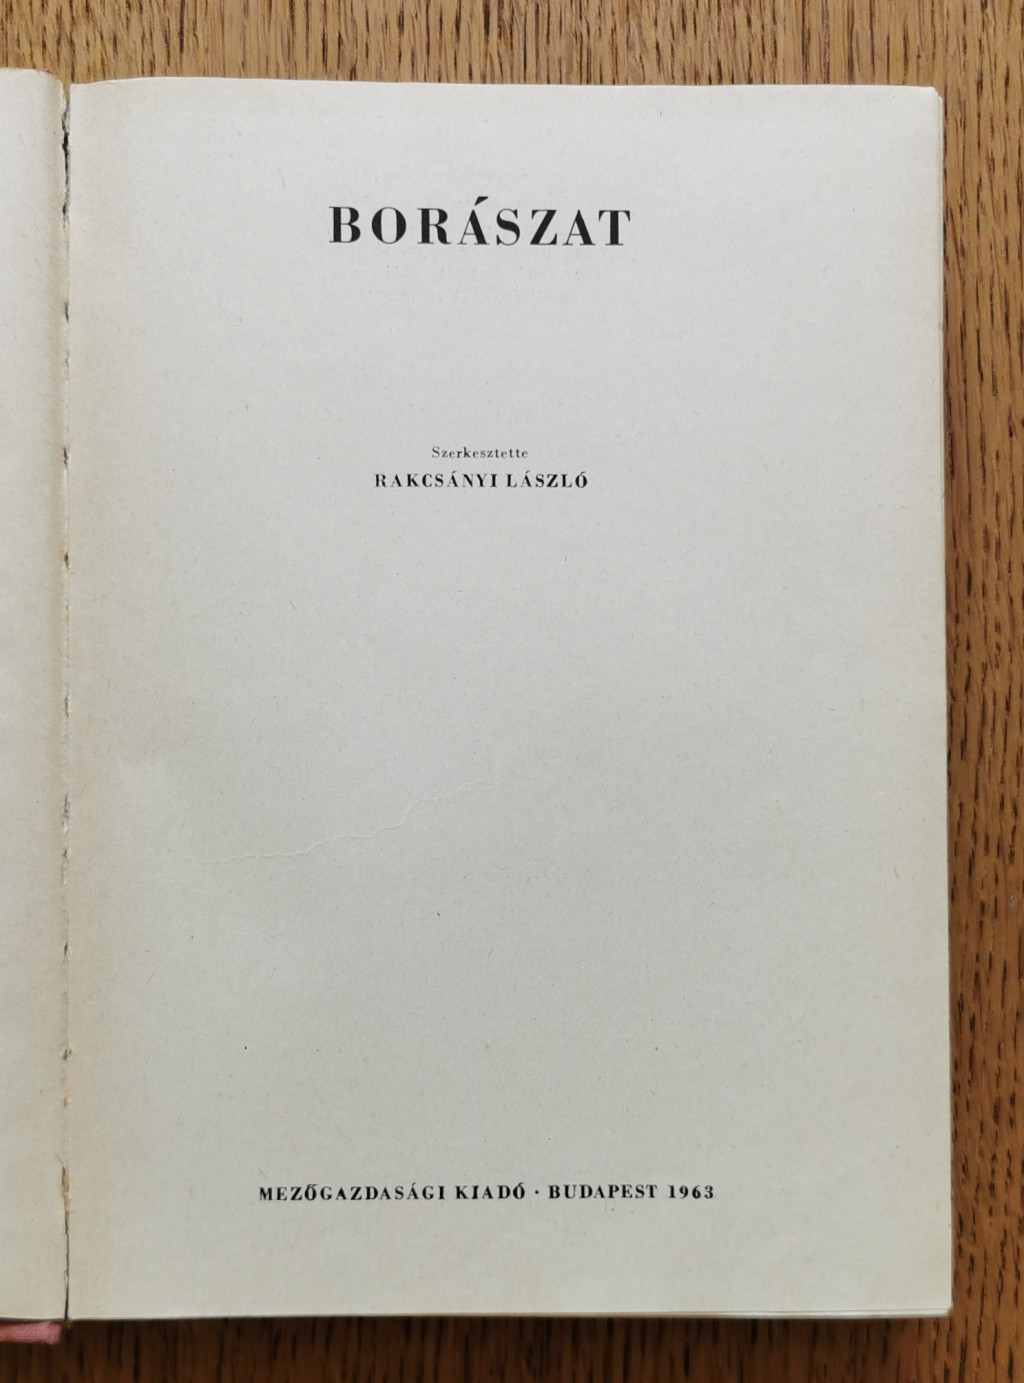 BORÁSZAT
Szerkesztette
RAKCSÁNYI LÁSZLÓ
MEZŐGAZDASÁGI KIADÓ · BUDAPEST 1963